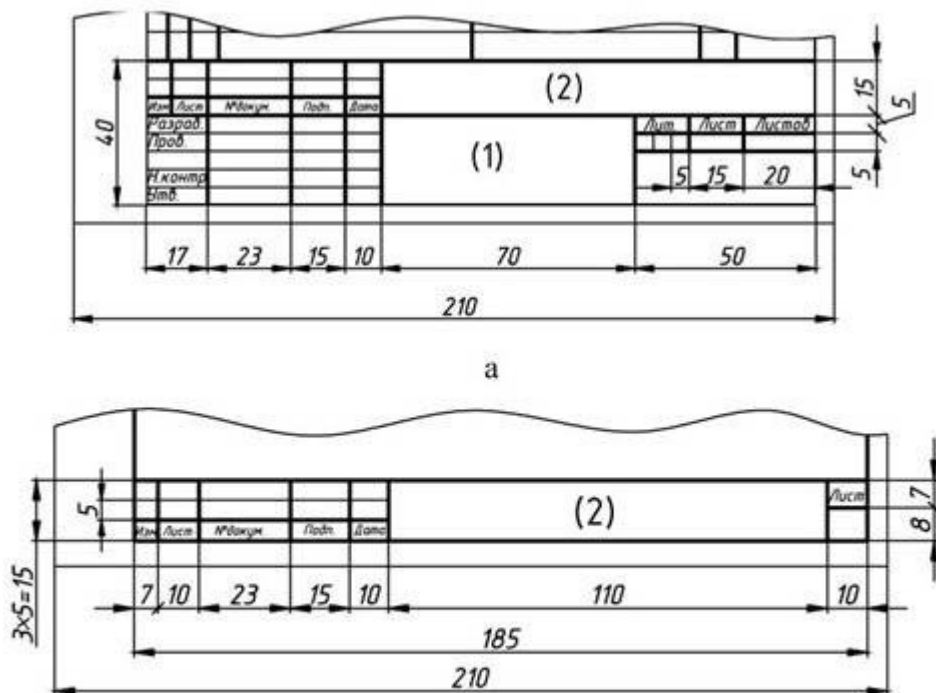 (2)
15
5
Изм Лист №докум. Подп. Дата
Разраб.
Лит. Лист Листов
Пров.
40
(1)
5 15 20
5
Н.контр
Утв.
17 23 15 10 70 50
210
а
Лист
7
5
(2)
8
Изм Лист №докум. Подп. Дата
3x5=15
7 10 23 15 10 110 10
185
210